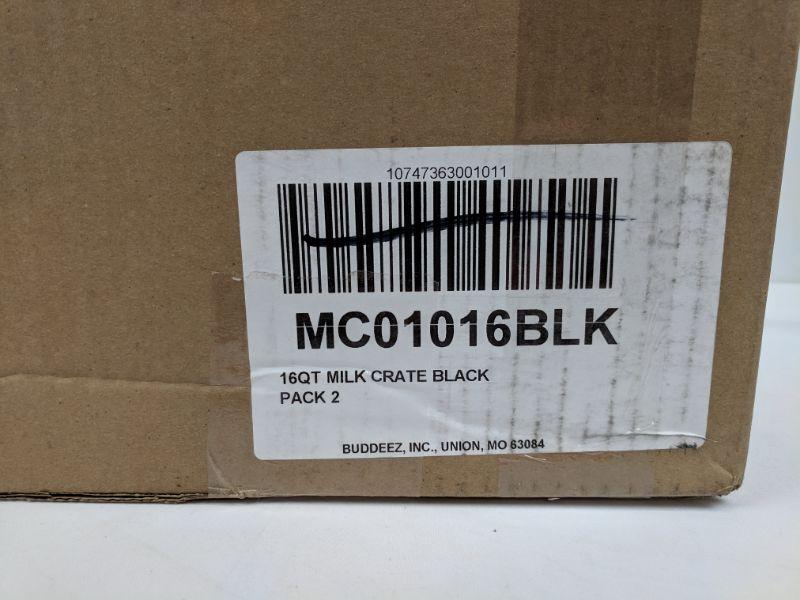 10747363001011
MC01016BLK
16QT MILK CRATE BLACK
PACK 2
BUDDEEZ, INC., UNION, MO 63084